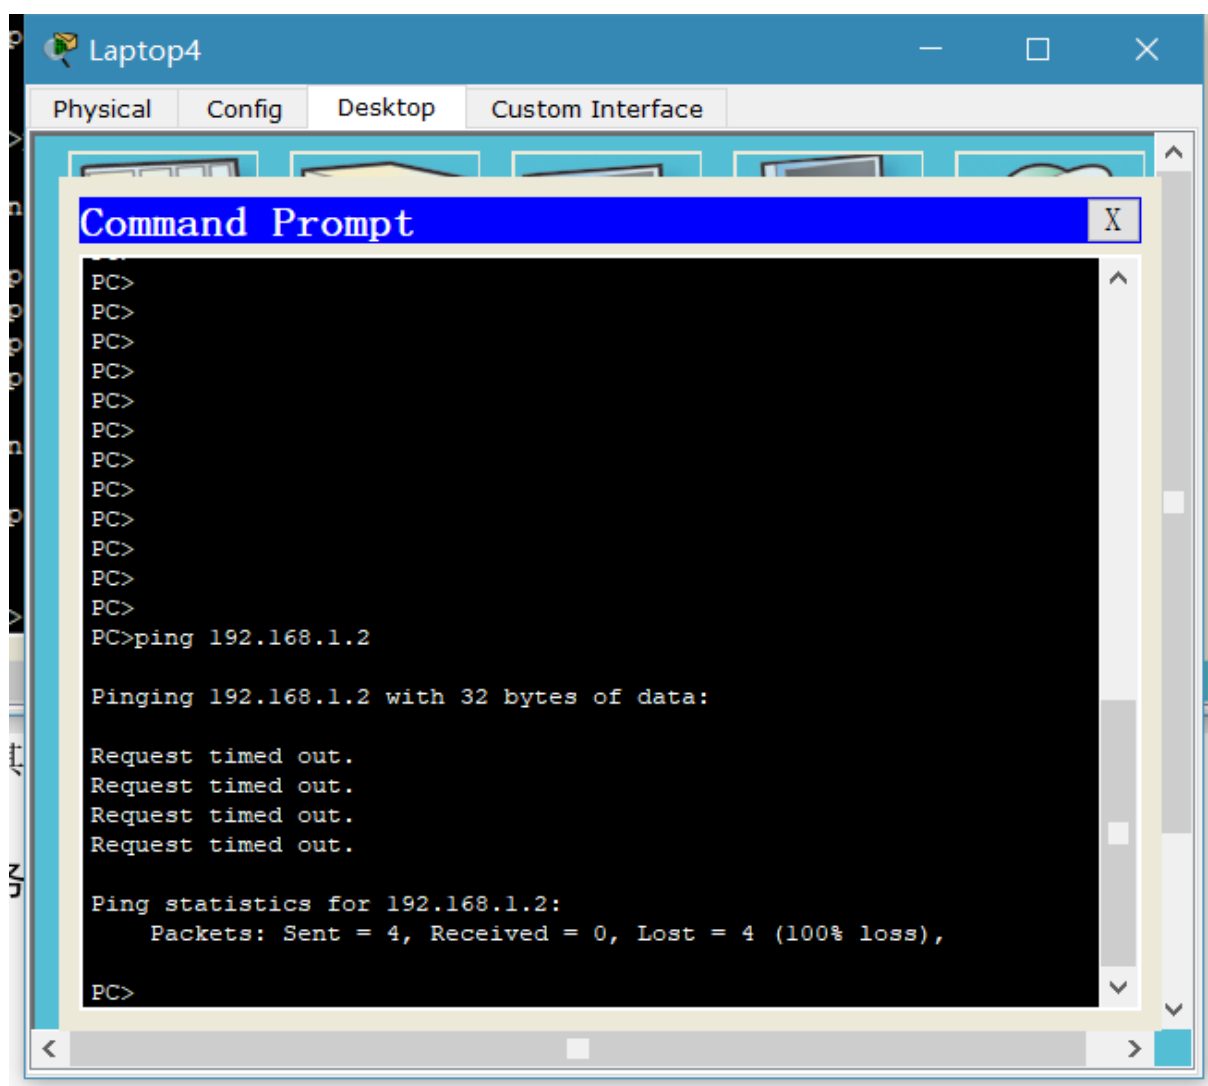 Laptop4
Physical Config Desktop Custom Interface
Command Prompt X
PC>
PC>
PC>
PC>
PC>
PC>
PC>
PC>
PC>
PC>
PC>
PC>
PC>ping 192.168.1.2
Pinging 192.168.1.2 with 32 bytes of data:
Request timed out.
Request timed out.
Request timed out.
Request timed out.
Ping statistics for 192.168.1.2:
Packets: Sent = 4, Received = 0, Lost = 4 (100% loss),
PC>